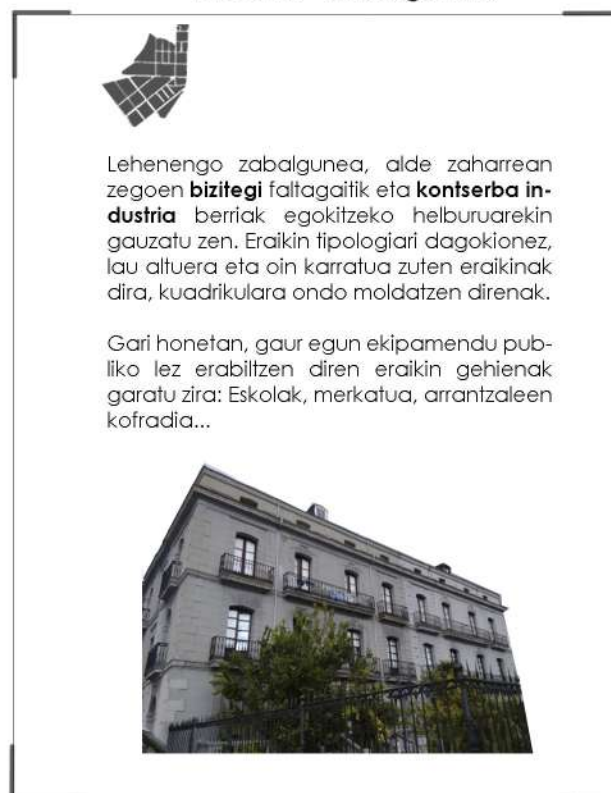 Lehenengo zabalgunea, alde zaharrean
zegoen bizitegi faltagaitik eta kontserba in-
dustria berriak egokitzeko helburuarekin
gauzatu zen. Eraikin tipologiari dagokionez,
lau altuera eta oin karratua zuten eraikinak
dira, kuadrikulara ondo moldatzen direnak.
Gari honetan, gaur egun ekipamendu pub-
liko lez erabiltzen diren eraikin gehienak
garatu zira: Eskolak, merkatua, arrantzaleen
kofradia...